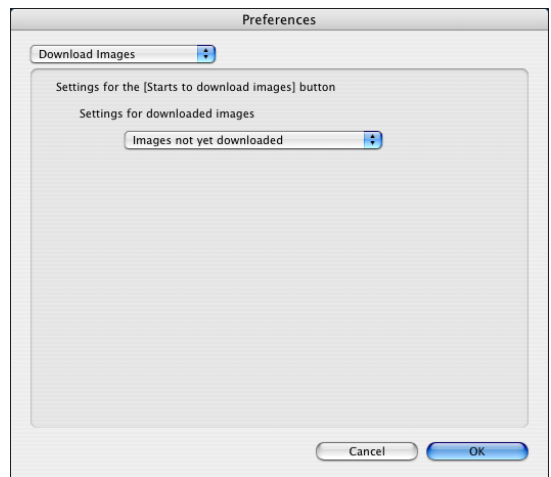 Preferences
Download Images
Settings for the [Starts to download images] button
Settings for downloaded images
Images not yet downloaded
Cancel OK